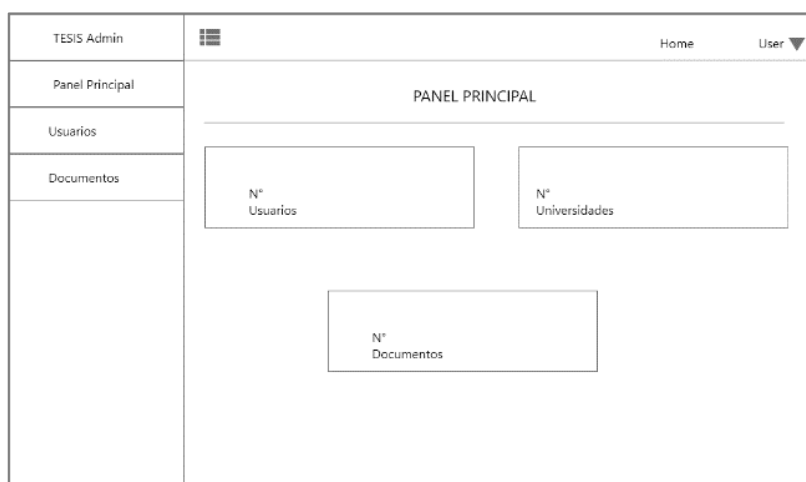 TESIS Admin
Home
User
Panel Principal
Usuarios
Documentos
PANEL PRINCIPAL
N°
Usuarios
N°
Universidades
N°
Documentos